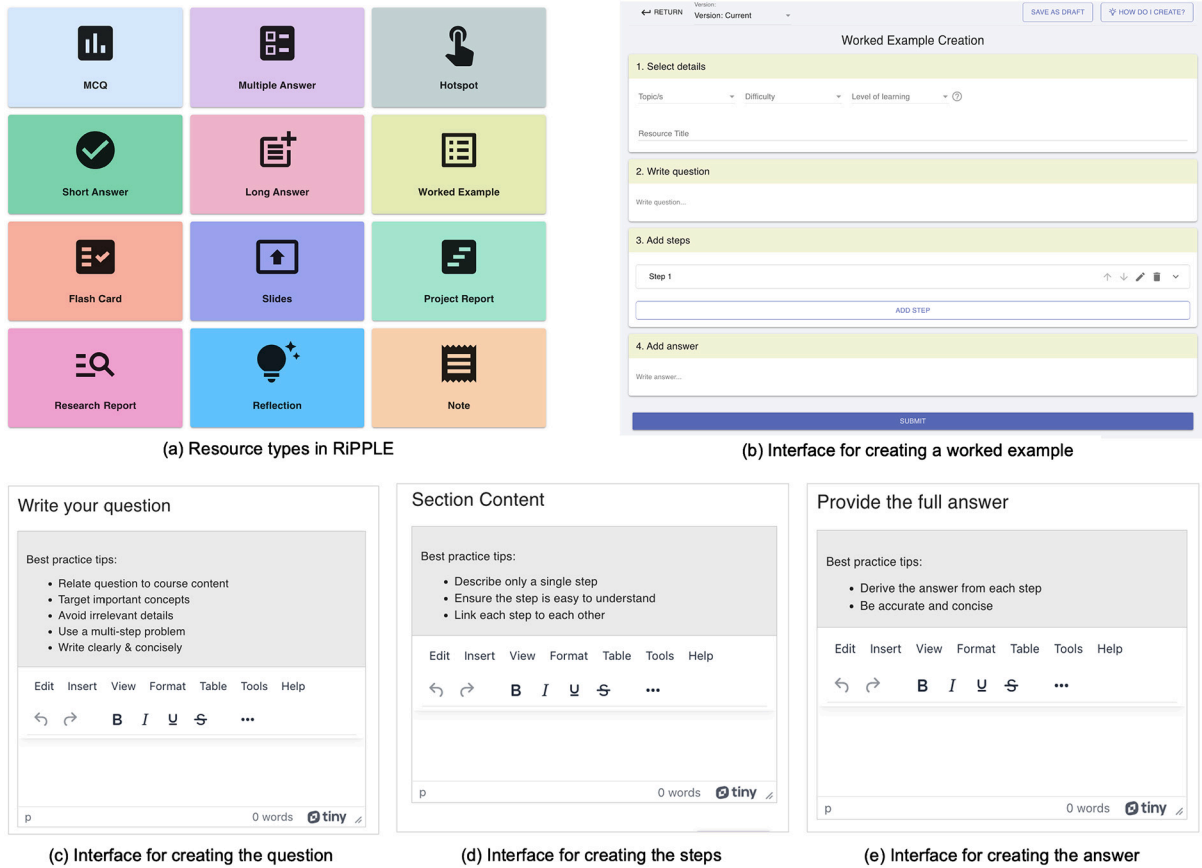 MCQ
Multiple Answer
Hotspot
Short Answer
Long Answer
Worked Example
Flash Card
Slides
Project Report
Research Report
Reflection
Note
(a) Resource types in RiPPLE
RETURN
Version:
Version: Current
SAVE AS DRAFT
HOW DO I CREATE?
Worked Example Creation
1. Select details
Topic/s
Difficulty
Level of learning
?
Resource Title
2. Write question
Write question...
3. Add steps
Step 1
ADD STEP
4. Add answer
Write answer...
SUBMIT
(b) Interface for creating a worked example
Write your question
Best practice tips:
• Relate question to course content
• Target important concepts
• Avoid irrelevant details
• Use a multi-step problem
• Write clearly & concisely
Edit Insert View Format Table Tools Help
B I U S ...
p 0 words tiny
(c) Interface for creating the question
Section Content
Best practice tips:
• Describe only a single step
• Ensure the step is easy to understand
• Link each step to each other
Edit Insert View Format Table Tools Help
B I U S ...
p 0 words tiny
(d) Interface for creating the steps
Provide the full answer
Best practice tips:
• Derive the answer from each step
• Be accurate and concise
Edit Insert View Format Table Tools Help
B I U S ...
p 0 words tiny
(e) Interface for creating the answer